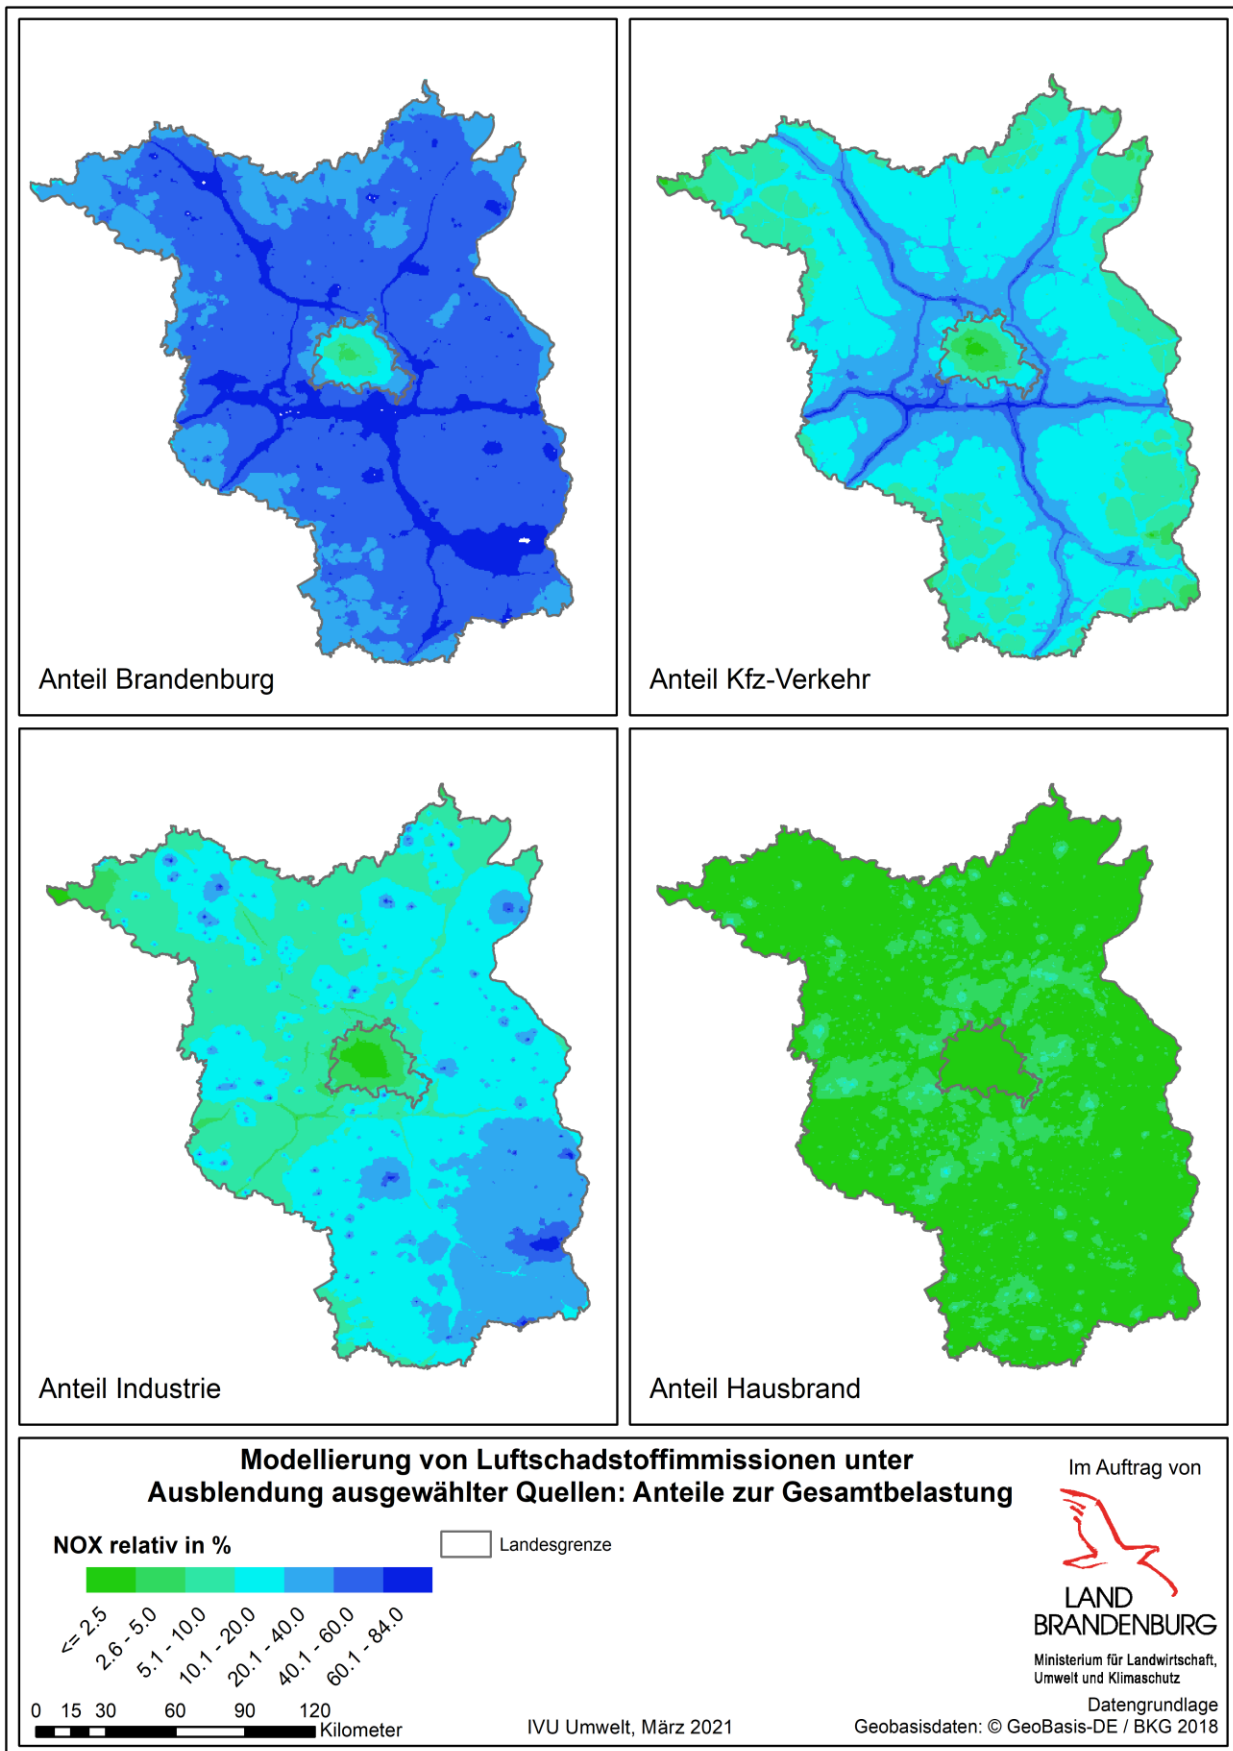 Anteil Brandenburg
Anteil Kfz-Verkehr
Anteil Industrie
Anteil Hausbrand
Modellierung von Luftschadstoffimmissionen unter
Ausblendung ausgewählter Quellen: Anteile zur Gesamtbelastung
Im Auftrag von
NOX relativ in %
Landesgrenze
<= 2.5
2.6 - 5.0
5.1 - 10.0
10.1 - 20.0
20.1 - 40.0
40.1 - 60.0
60.1 - 84.0
LAND
BRANDENBURG
Ministerium für Landwirtschaft,
Umwelt und Klimaschutz
0 15 30 60 90 120
Kilometer
IVU Umwelt, März 2021
Datengrundlage
Geobasisdaten: © GeoBasis-DE / BKG 2018